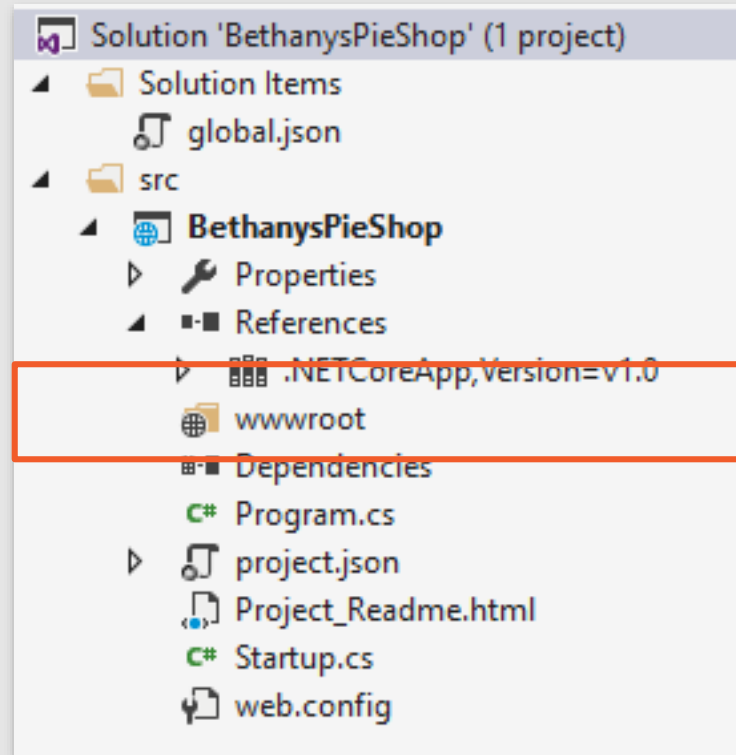 Solution 'BethanysPieShop' (1 project)
Solution Items
global.json
src
BethanysPieShop
Properties
References
.NETCoreApp,Version=v1.0
wwwroot
Dependencies
C# Program.cs
project.json
Project_Readme.html
C# Startup.cs
web.config